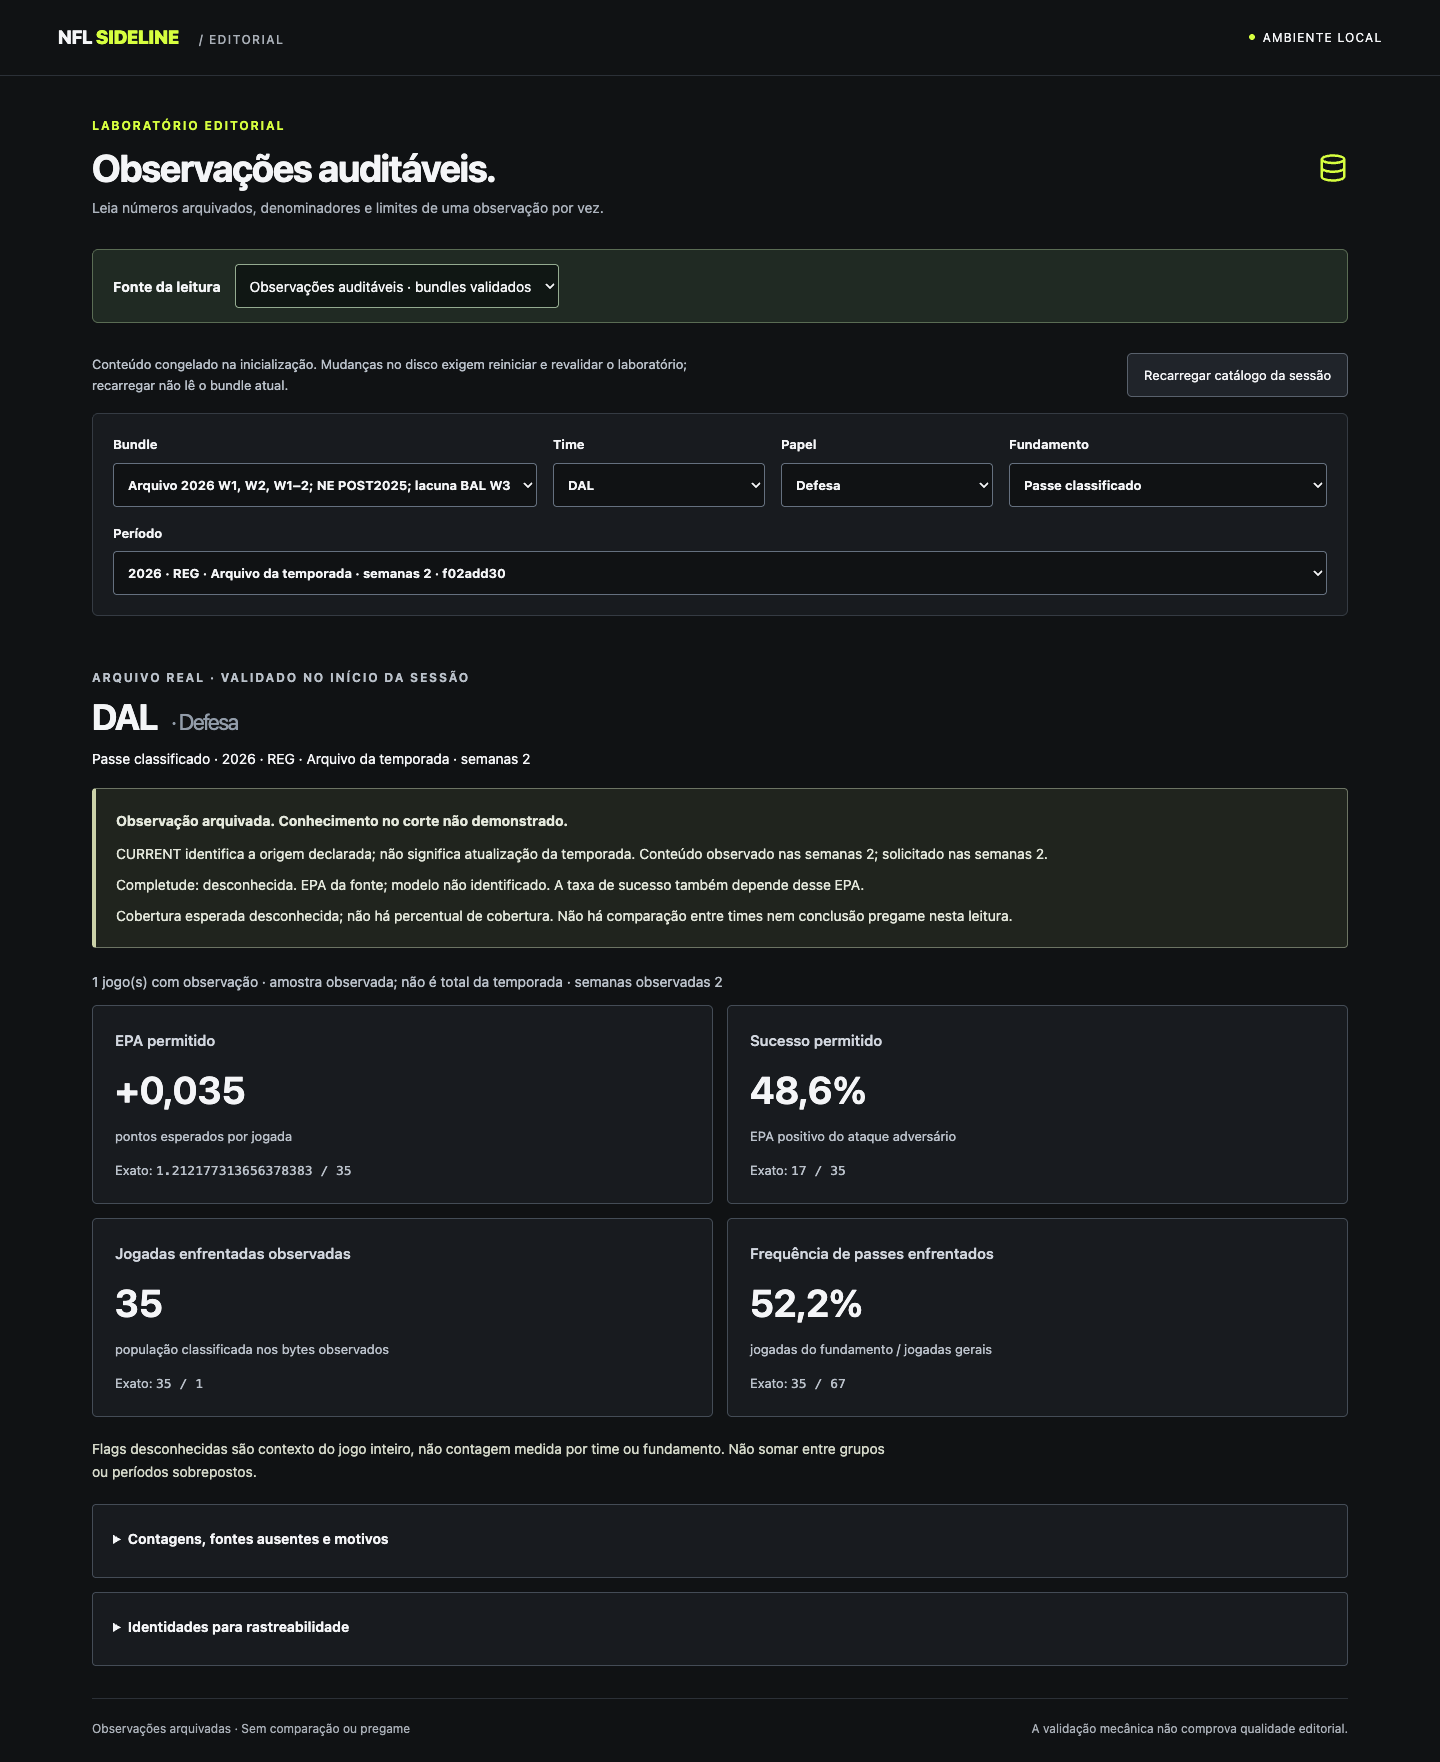 NFL SIDELINE / EDITORIAL
AMBIENTE LOCAL
LABORATÓRIO EDITORIAL
Observações auditáveis.
Leia números arquivados, denominadores e limites de uma observação por vez.
Fonte da leitura
Observações auditáveis · bundles validados
Conteúdo congelado na inicialização. Mudanças no disco exigem reiniciar e revalidar o laboratório;
recarregar não lê o bundle atual.
Recarregar catálogo da sessão
Bundle
Arquivo 2026 W1, W2, W1–2; NE POST2025; lacuna BAL W3
Time
DAL
Papel
Defesa
Fundamento
Passe classificado
Período
2026 · REG · Arquivo da temporada · semanas 2 · f02add30
ARQUIVO REAL · VALIDADO NO INÍCIO DA SESSÃO
DAL · Defesa
Passe classificado · 2026 · REG · Arquivo da temporada · semanas 2
Observação arquivada. Conhecimento no corte não demonstrado.
CURRENT identifica a origem declarada; não significa atualização da temporada. Conteúdo observado nas semanas 2; solicitado nas semanas 2.
Completude: desconhecida. EPA da fonte; modelo não identificado. A taxa de sucesso também depende desse EPA.
Cobertura esperada desconhecida; não há percentual de cobertura. Não há comparação entre times nem conclusão pregame nesta leitura.
1 jogo(s) com observação · amostra observada; não é total da temporada · semanas observadas 2
EPA permitido
+0,035
pontos esperados por jogada
Exato: 1.212177313656378383 / 35
Sucesso permitido
48,6%
EPA positivo do ataque adversário
Exato: 17 / 35
Jogadas enfrentadas observadas
35
população classificada nos bytes observados
Exato: 35 / 1
Frequência de passes enfrentados
52,2%
jogadas do fundamento / jogadas gerais
Exato: 35 / 67
Flags desconhecidas são contexto do jogo inteiro, não contagem medida por time ou fundamento. Não somar entre grupos
ou períodos sobrepostos.
Contagens, fontes ausentes e motivos
Identidades para rastreabilidade
Observações arquivadas · Sem comparação ou pregame
A validação mecânica não comprova qualidade editorial.